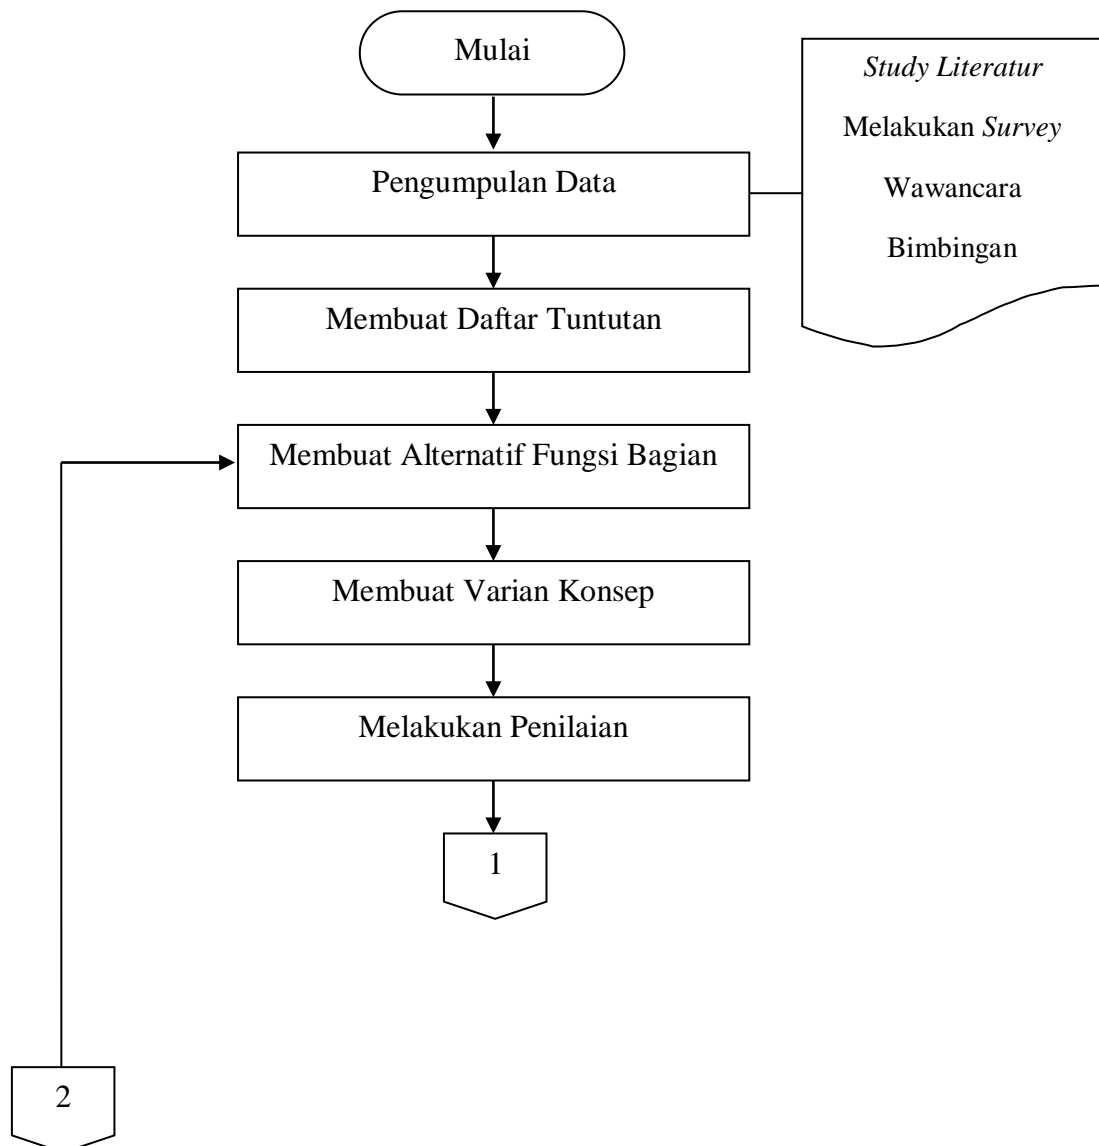 Mulai
Study Literatur
Melakukan Survey
Wawancara
Bimbingan
Pengumpulan Data
Membuat Daftar Tuntutan
Membuat Alternatif Fungsi Bagian
Membuat Varian Konsep
Melakukan Penilaian
1
2